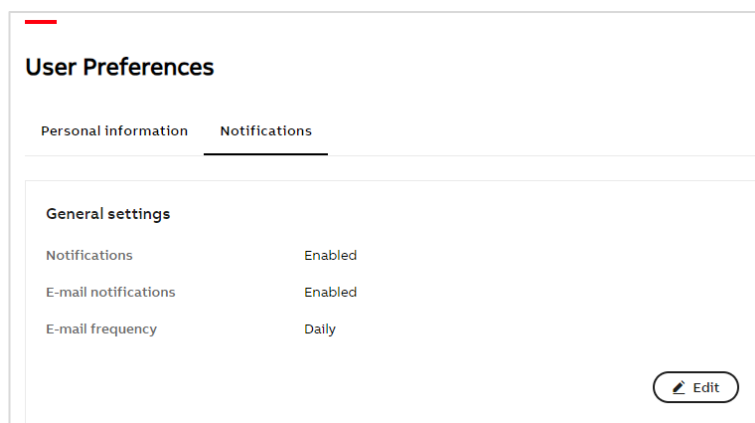 User Preferences
Personal information Notifications
General settings
Notifications Enabled
E-mail notifications Enabled
E-mail frequency Daily
Edit